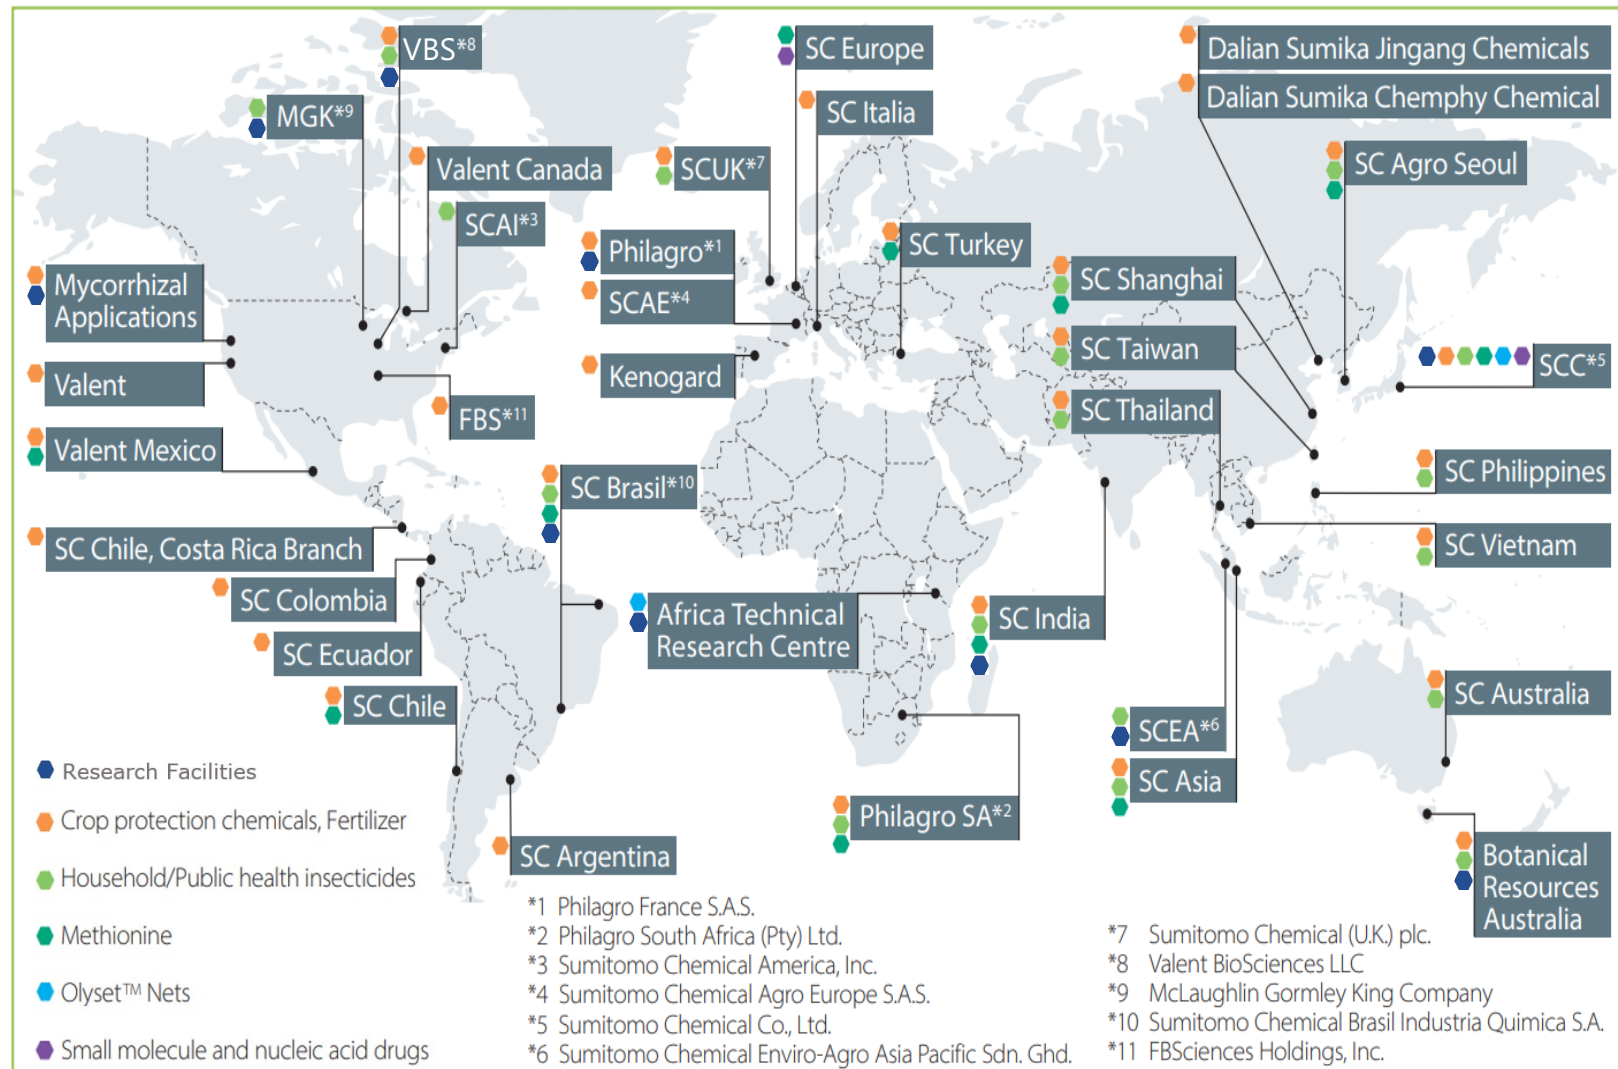 VBS*8
SC Europe
Dalian Sumika Jingang Chemicals
Dalian Sumika Chemphy Chemical
MGK*9
SC Italia
Valent Canada
SCUK*7
SC Agro Seoul
SCAI*3
Philagro*1
SC Turkey
SCAE*4
SC Shanghai
Mycorrhizal
Applications
SC Taiwan
Valent
Kenogard
SCC*5
FBS*11
SC Thailand
Valent Mexico
SC Brasil*10
SC Philippines
SC Chile, Costa Rica Branch
SC Vietnam
SC Colombia
Africa Technical
Research Centre
SC India
SC Ecuador
SC Chile
SC Australia
SCEA*6
SC Asia
Philagro SA*2
SC Argentina
Botanical
Resources
Australia
Research Facilities
Crop protection chemicals, Fertilizer
Household/Public health insecticides
Methionine
Olyset™ Nets
Small molecule and nucleic acid drugs
*1 Philagro France S.A.S.
*2 Philagro South Africa (Pty) Ltd.
*3 Sumitomo Chemical America, Inc.
*4 Sumitomo Chemical Agro Europe S.A.S.
*5 Sumitomo Chemical Co., Ltd.
*6 Sumitomo Chemical Enviro-Agro Asia Pacific Sdn. Ghd.
*7 Sumitomo Chemical (U.K.) plc.
*8 Valent BioSciences LLC
*9 McLaughlin Gormley King Company
*10 Sumitomo Chemical Brasil Industria Quimica S.A.
*11 FBSciences Holdings, Inc.